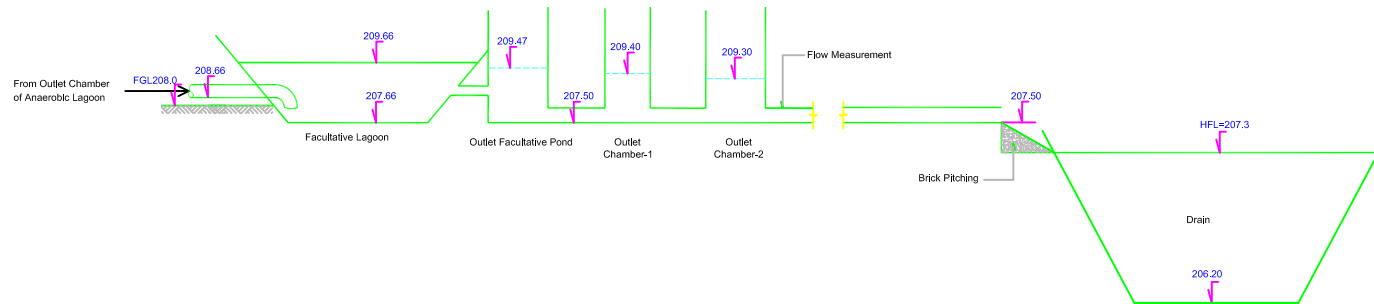 209.66
209.47
209.40
209.30
Flow Measurement
From Outlet Chamber
of Anaerobic Lagoon
FGL208.0
208.66
207.66
207.50
207.50
HFL=207.3
Facultative Lagoon
Outlet Facultative Pond
Outlet
Chamber-1
Outlet
Chamber-2
Brick Pitching
Drain
206.20